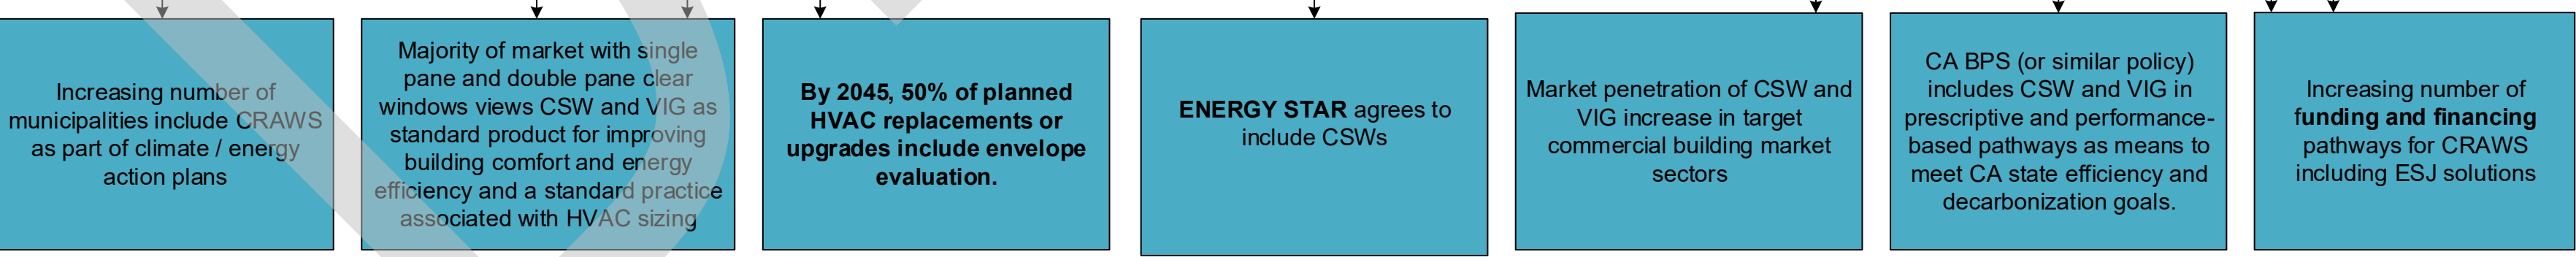 Increasing number of
municipalities include CRAWS
as part of climate / energy
action plans
Majority of market with single
pane and double pane clear
windows views CSW and VIG as
standard product for improving
building comfort and energy
efficiency and a standard practice
associated with HVAC sizing
By 2045, 50% of planned
HVAC replacements or
upgrades include envelope
evaluation.
ENERGY STAR agrees to
include CSWs
Market penetration of CSW and
VIG increase in target
commercial building market
sectors
CA BPS (or similar policy)
includes CSW and VIG in
prescriptive and performance-
based pathways as means to
meet CA state efficiency and
decarbonization goals.
Increasing number of
funding and financing
pathways for CRAWS
including ESJ solutions